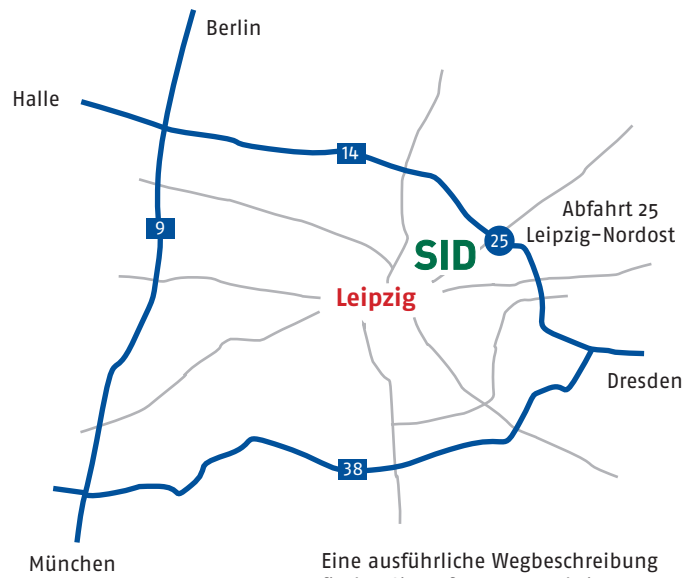 Berlin
Halle
14
9
Abfahrt 25
25
Leipzig-Nordost
SID
Leipzig
Dresden
38
München
Eine ausführliche Wegbeschreibung